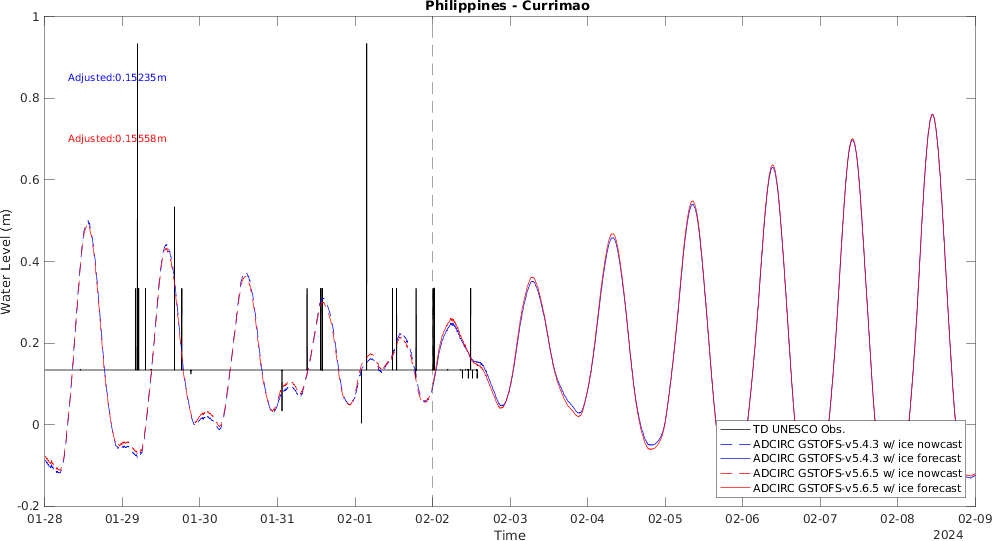 Philippines - Currimao
1
0.8
0.6
0.4
0.2
0
-0.2
Water Level (m)
Adjusted:0.15235m
Adjusted:0.15558m
TD UNESCO Obs.
ADCIRC GSTOFS-v5.4.3 w/ ice nowcast
ADCIRC GSTOFS-v5.4.3 w/ ice forecast
ADCIRC GSTOFS-v5.6.5 w/ ice nowcast
ADCIRC GSTOFS-v5.6.5 w/ ice forecast
01-28 01-29 01-30 01-31 02-01 02-02 02-03 02-04 02-05 02-06 02-07 02-08 02-09
Time
2024